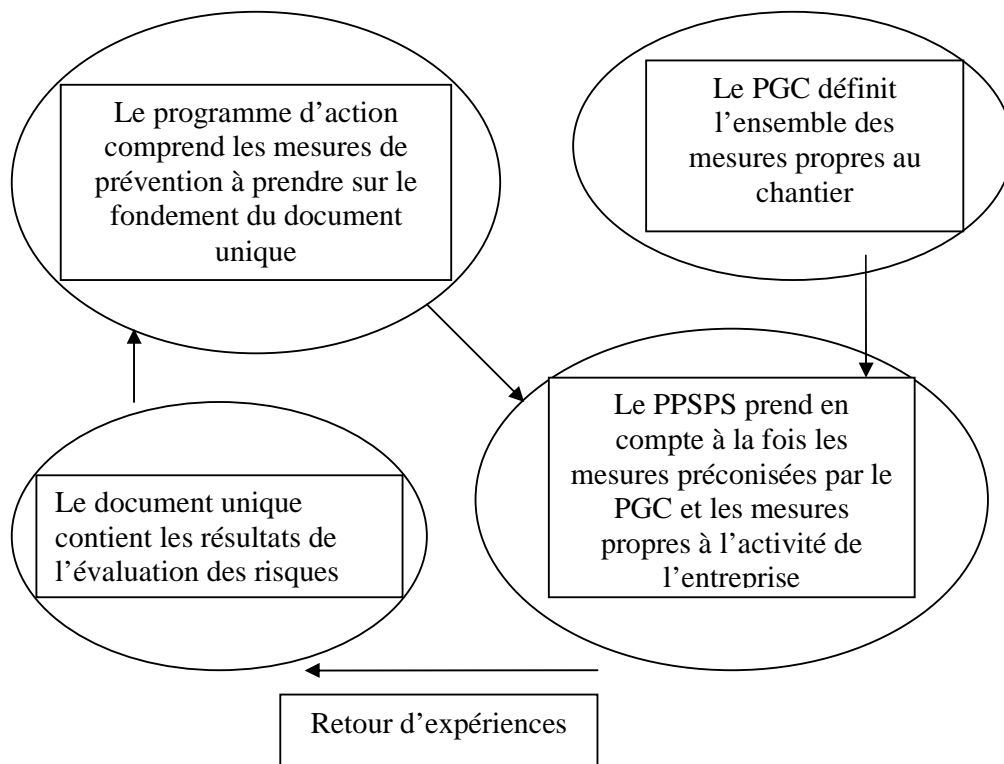 Le programme d’action
comprend les mesures de
prévention à prendre sur le
fondement du document
unique
Le PGC définit
l’ensemble des
mesures propres au
chantier
Le PPSPS prend en
compte à la fois les
mesures préconisées par le
PGC et les mesures
propres à l’activité de
l’entreprise
Le document unique
contient les résultats de
l’évaluation des risques
Retour d’expériences